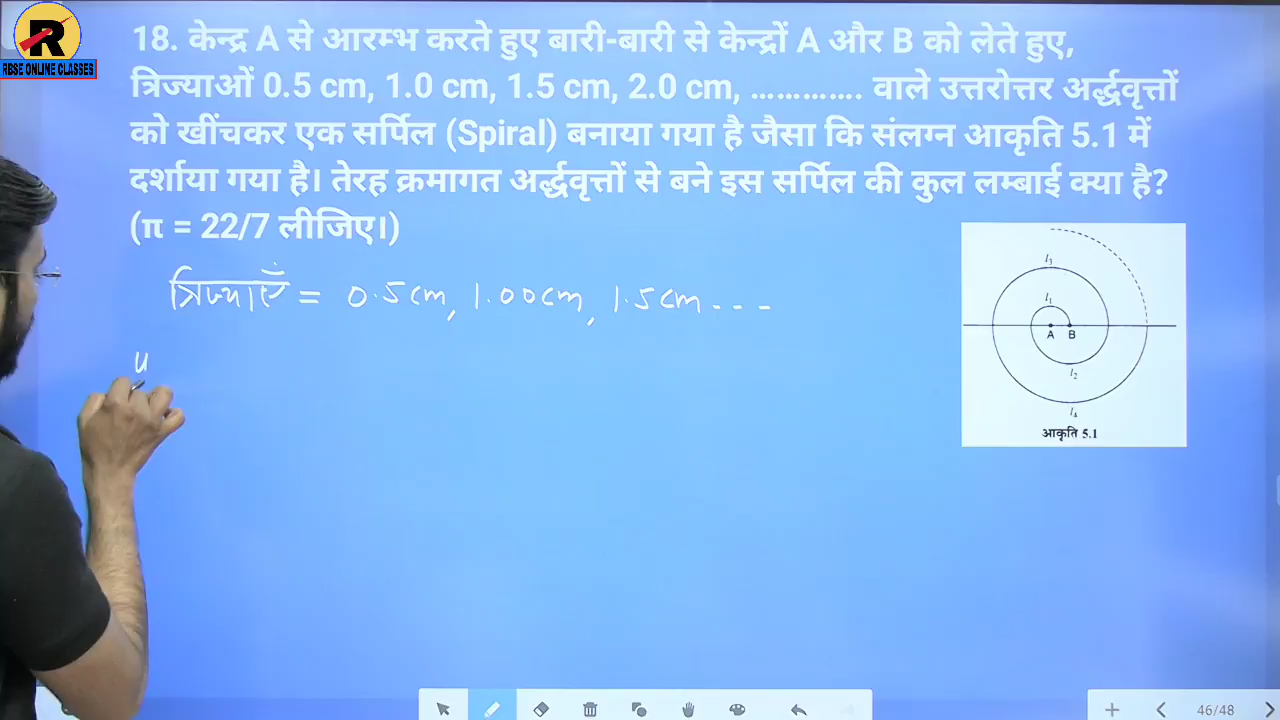 R
RBSE ONLINE CLASSES
18. केन्द्र A से आरम्भ करते हुए बारी-बारी से केन्द्रों A और B को लेते हुए,
त्रिज्याओं 0.5 cm, 1.0 cm, 1.5 cm, 2.0 cm, …………. वाले उत्तरोत्तर अर्द्धवृत्तों
को खींचकर एक सर्पिल (Spiral) बनाया गया है जैसा कि संलग्न आकृति 5.1 में
दर्शाया गया है। तेरह क्रमागत अर्द्धवृत्तों से बने इस सर्पिल की कुल लम्बाई क्या है?
(π = 22/7 लीजिए।)
त्रिज्याएँ = 0.5cm, 1.00cm, 1.5cm - - -
l₃
l₁
A B
l₂
l₄
आकृति 5.1
46/48